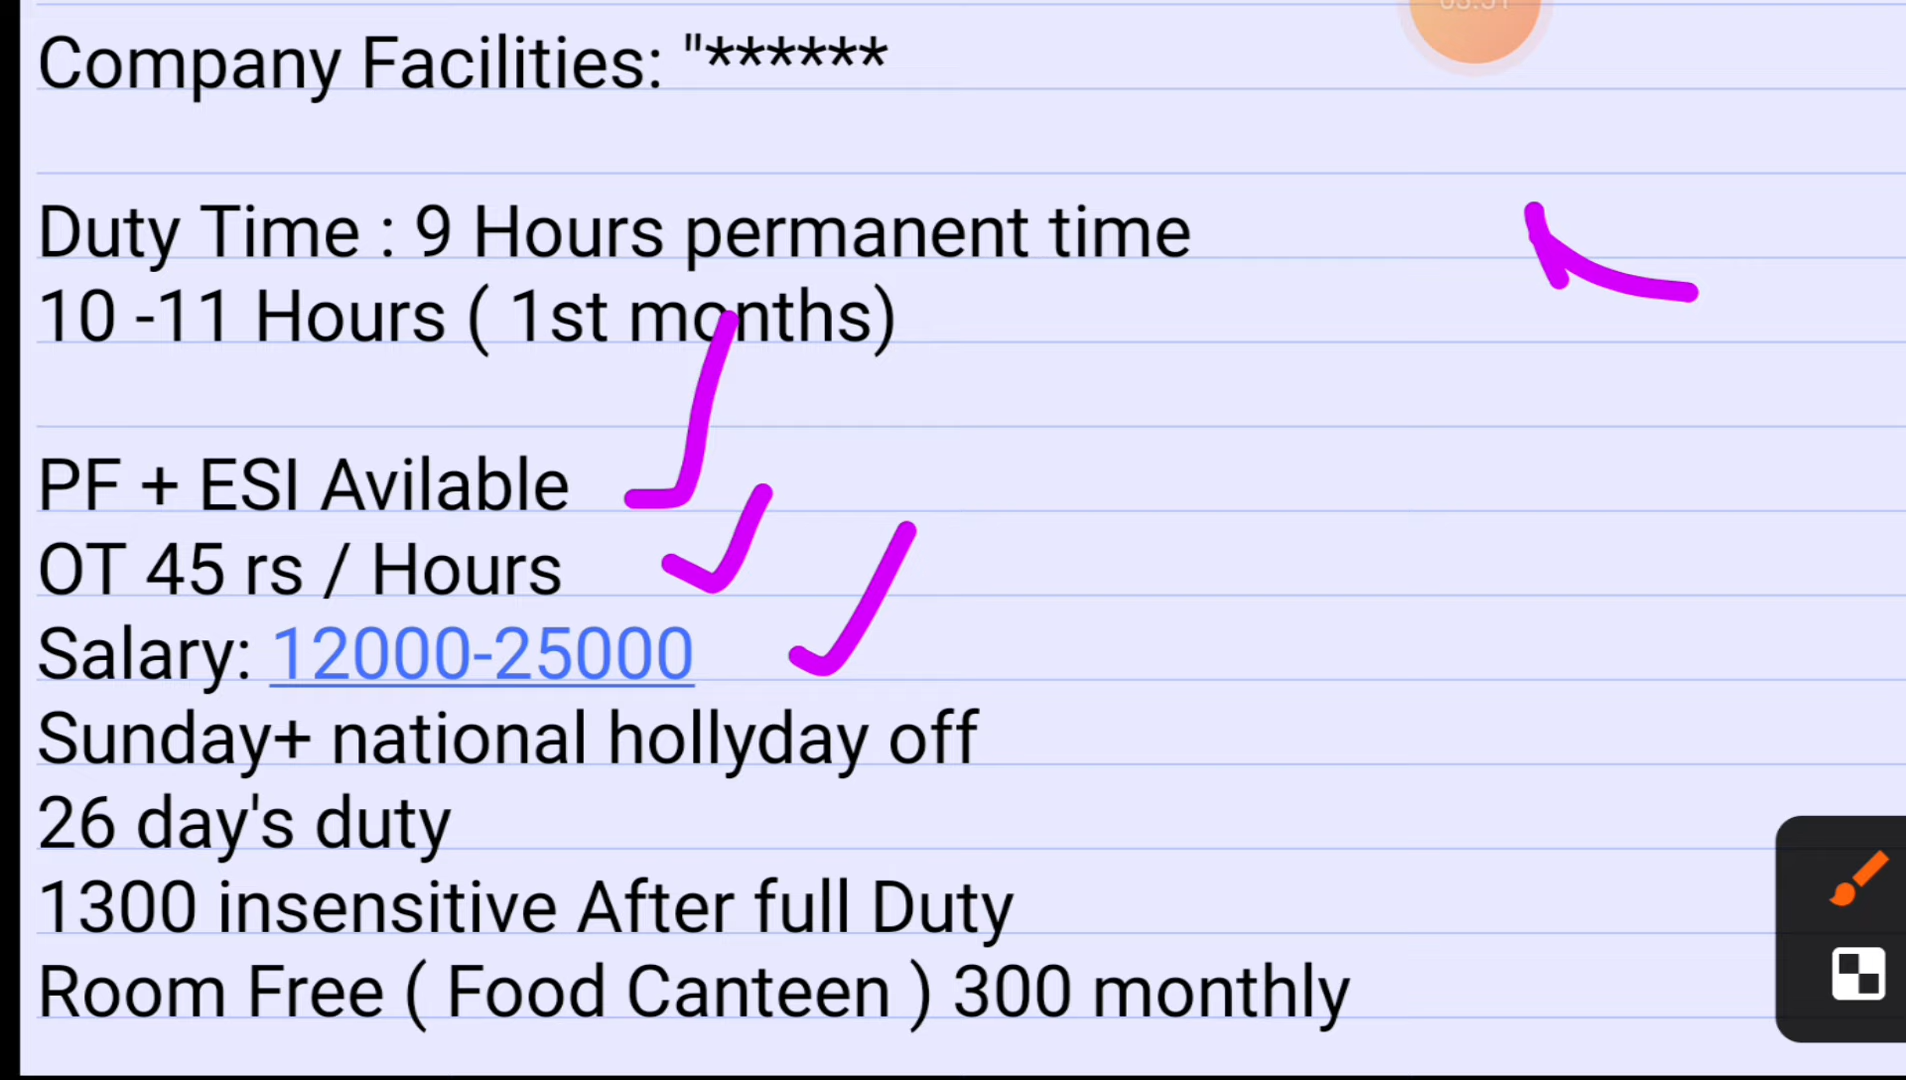 Company Facilities: "******
Duty Time : 9 Hours permanent time
10 -11 Hours ( 1st months)
PF + ESI Avilable
OT 45 rs / Hours
Salary: 12000-25000
Sunday+ national hollyday off
26 day's duty
1300 insensitive After full Duty
Room Free ( Food Canteen ) 300 monthly